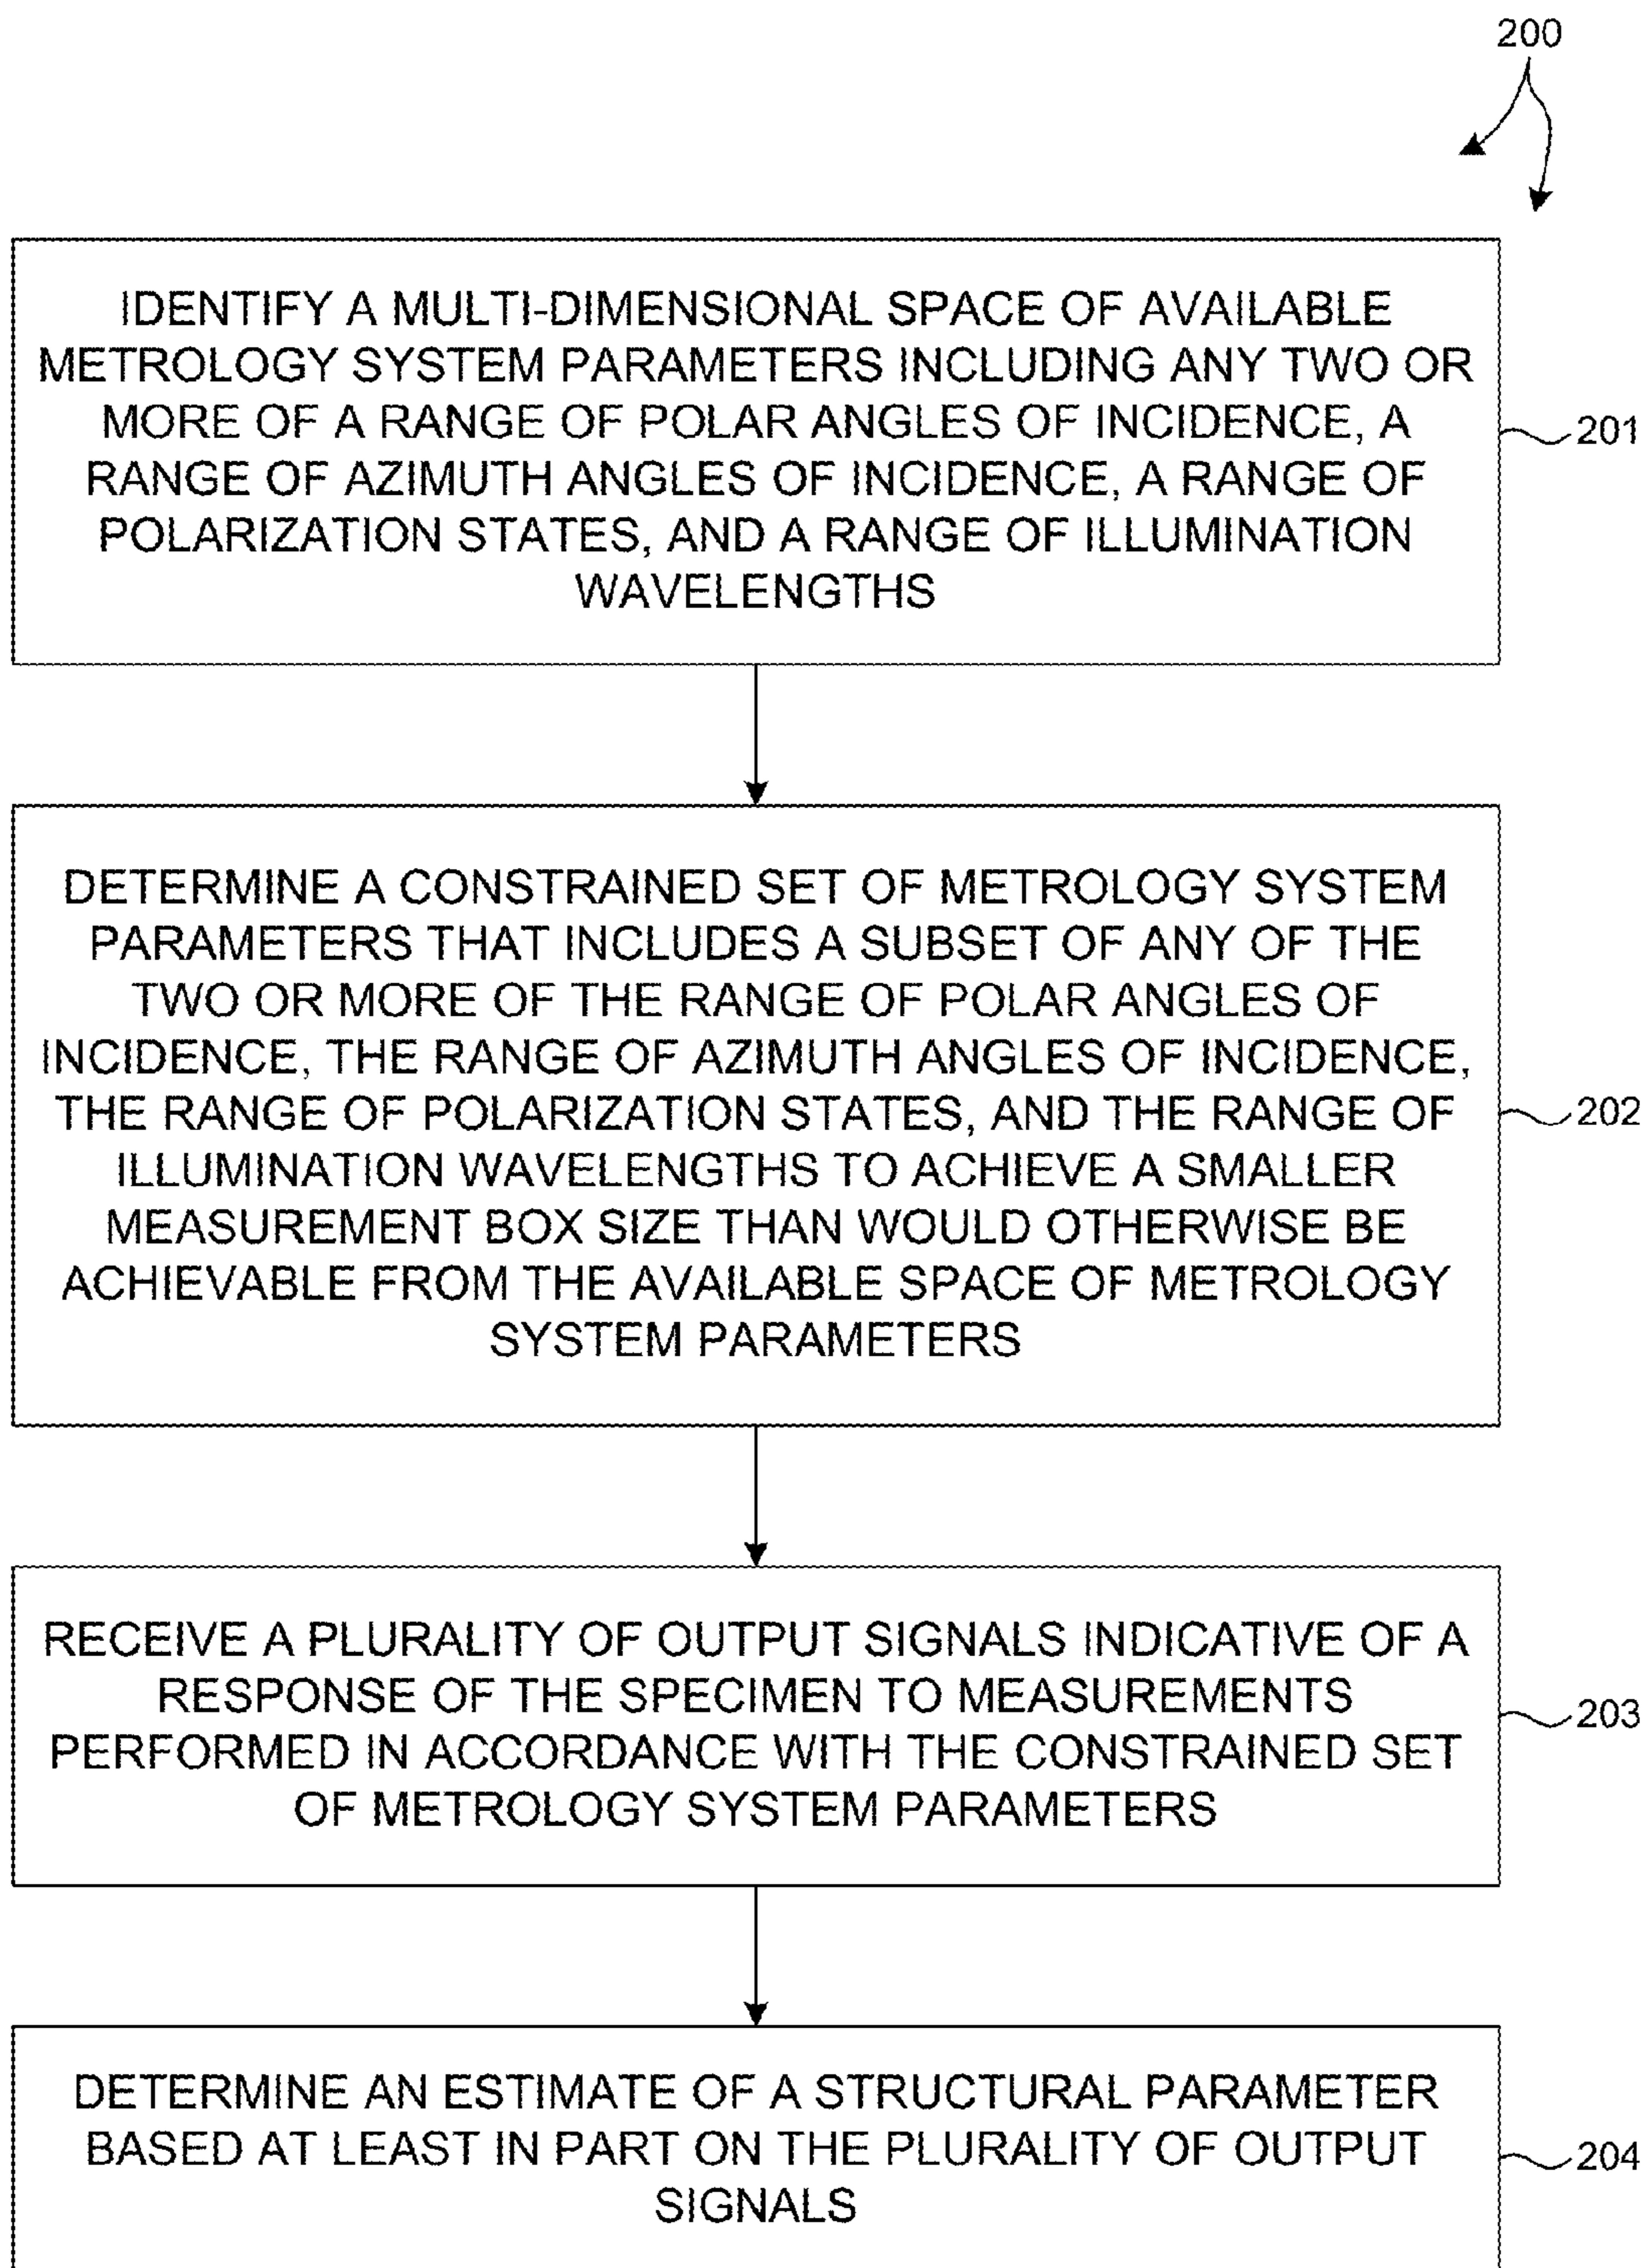 200
IDENTIFY A MULTI-DIMENSIONAL SPACE OF AVAILABLE
METROLOGY SYSTEM PARAMETERS INCLUDING ANY TWO OR
MORE OF A RANGE OF POLAR ANGLES OF INCIDENCE, A
RANGE OF AZIMUTH ANGLES OF INCIDENCE, A RANGE OF
POLARIZATION STATES, AND A RANGE OF ILLUMINATION
WAVELENGTHS
201
DETERMINE A CONSTRAINED SET OF METROLOGY SYSTEM
PARAMETERS THAT INCLUDES A SUBSET OF ANY OF THE
TWO OR MORE OF THE RANGE OF POLAR ANGLES OF
INCIDENCE, THE RANGE OF AZIMUTH ANGLES OF INCIDENCE,
THE RANGE OF POLARIZATION STATES, AND THE RANGE OF
ILLUMINATION WAVELENGTHS TO ACHIEVE A SMALLER
MEASUREMENT BOX SIZE THAN WOULD OTHERWISE BE
ACHIEVABLE FROM THE AVAILABLE SPACE OF METROLOGY
SYSTEM PARAMETERS
202
RECEIVE A PLURALITY OF OUTPUT SIGNALS INDICATIVE OF A
RESPONSE OF THE SPECIMEN TO MEASUREMENTS
PERFORMED IN ACCORDANCE WITH THE CONSTRAINED SET
OF METROLOGY SYSTEM PARAMETERS
203
DETERMINE AN ESTIMATE OF A STRUCTURAL PARAMETER
BASED AT LEAST IN PART ON THE PLURALITY OF OUTPUT
SIGNALS
204